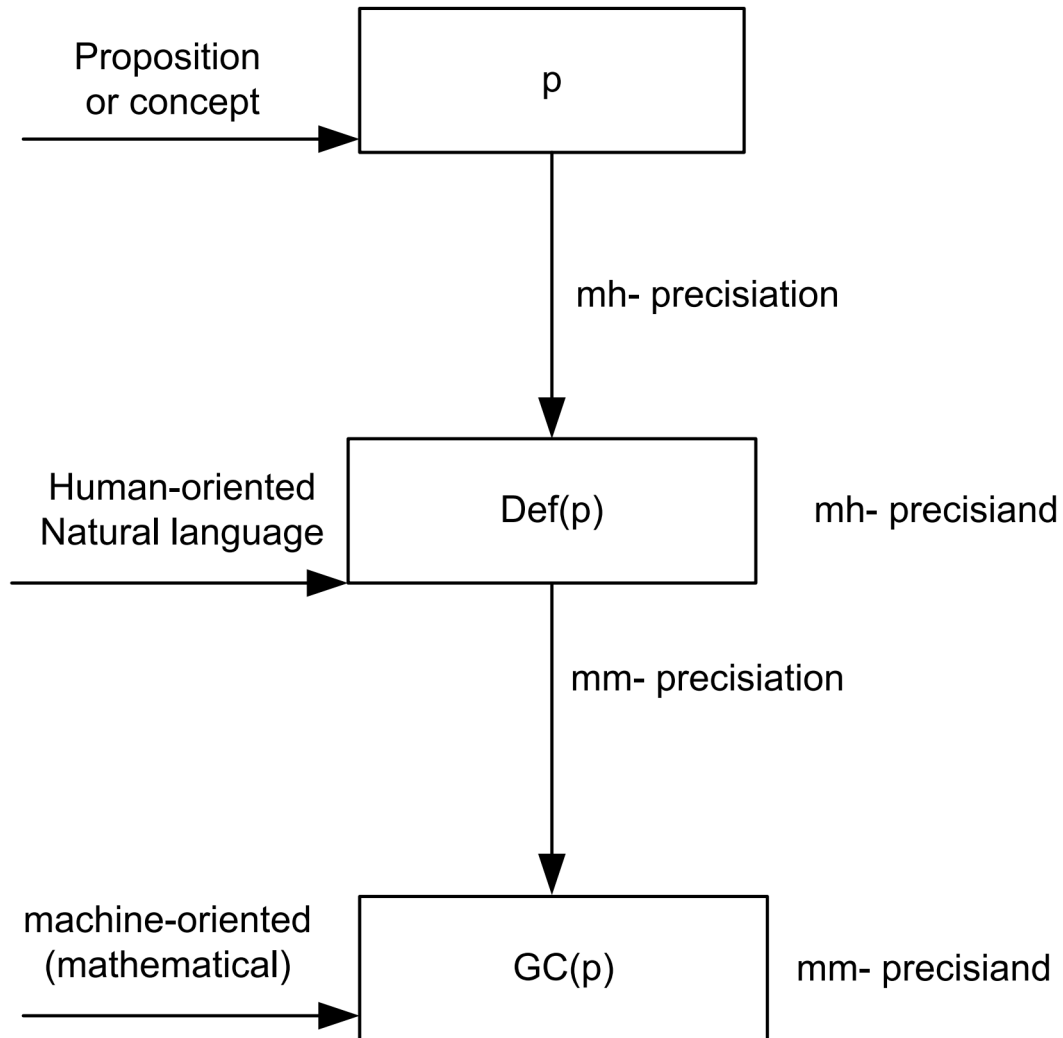 Proposition
or concept
p
mh- precisiation
Human-oriented
Natural language
Def(p)
mh- precisiand
mm- precisiation
machine-oriented
(mathematical)
GC(p)
mm- precisiand